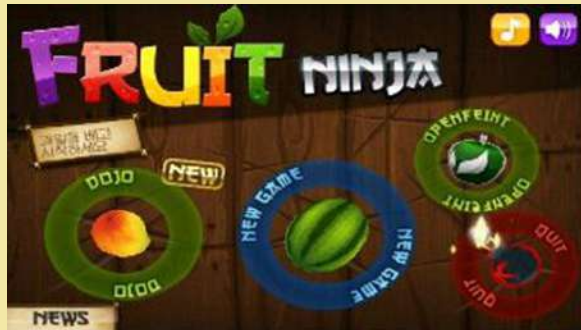 FRUIT NINJA
DOJO
NEW
DOJO
NEW GAME
NEW GAME
OPENFEINT
OPENFEINT
QUIT
QUIT
NEWS